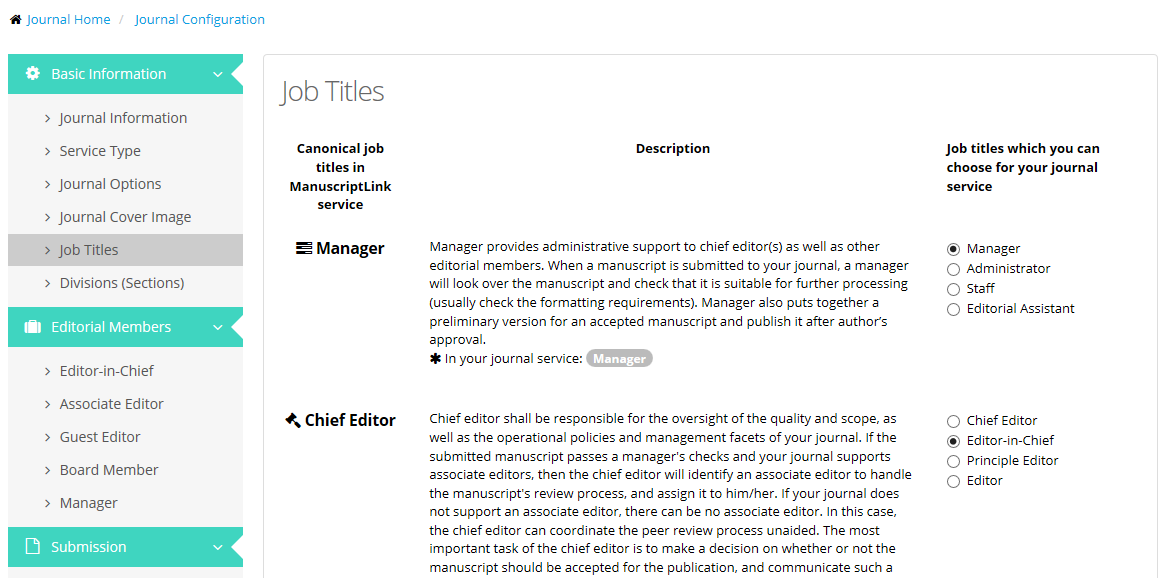 Journal Home / Journal Configuration
Basic Information
Journal Information
Service Type
Journal Options
Journal Cover Image
Job Titles
Divisions (Sections)
Editorial Members
Editor-in-Chief
Associate Editor
Guest Editor
Board Member
Manager
Submission
Job Titles
Canonical job
titles in
ManuscriptLink
service
Description
Job titles which you can
choose for your journal
service
Manager
Manager provides administrative support to chief editor(s) as well as other
editorial members. When a manuscript is submitted to your journal, a manager
will look over the manuscript and check that it is suitable for further processing
(usually check the formatting requirements). Manager also puts together a
preliminary version for an accepted manuscript and publish it after author's
approval.
✱ In your journal service: Manager
Manager
Administrator
Staff
Editorial Assistant
Chief Editor
Chief editor shall be responsible for the oversight of the quality and scope, as
well as the operational policies and management facets of your journal. If the
submitted manuscript passes a manager's checks and your journal supports
associate editors, then the chief editor will identify an associate editor to handle
the manuscript's review process, and assign it to him/her. If your journal does
not support an associate editor, there can be no associate editor. In this case,
the chief editor can coordinate the peer review process unaided. The most
important task of the chief editor is to make a decision on whether or not the
manuscript should be accepted for the publication, and communicate such a
Chief Editor
Editor-in-Chief
Principle Editor
Editor